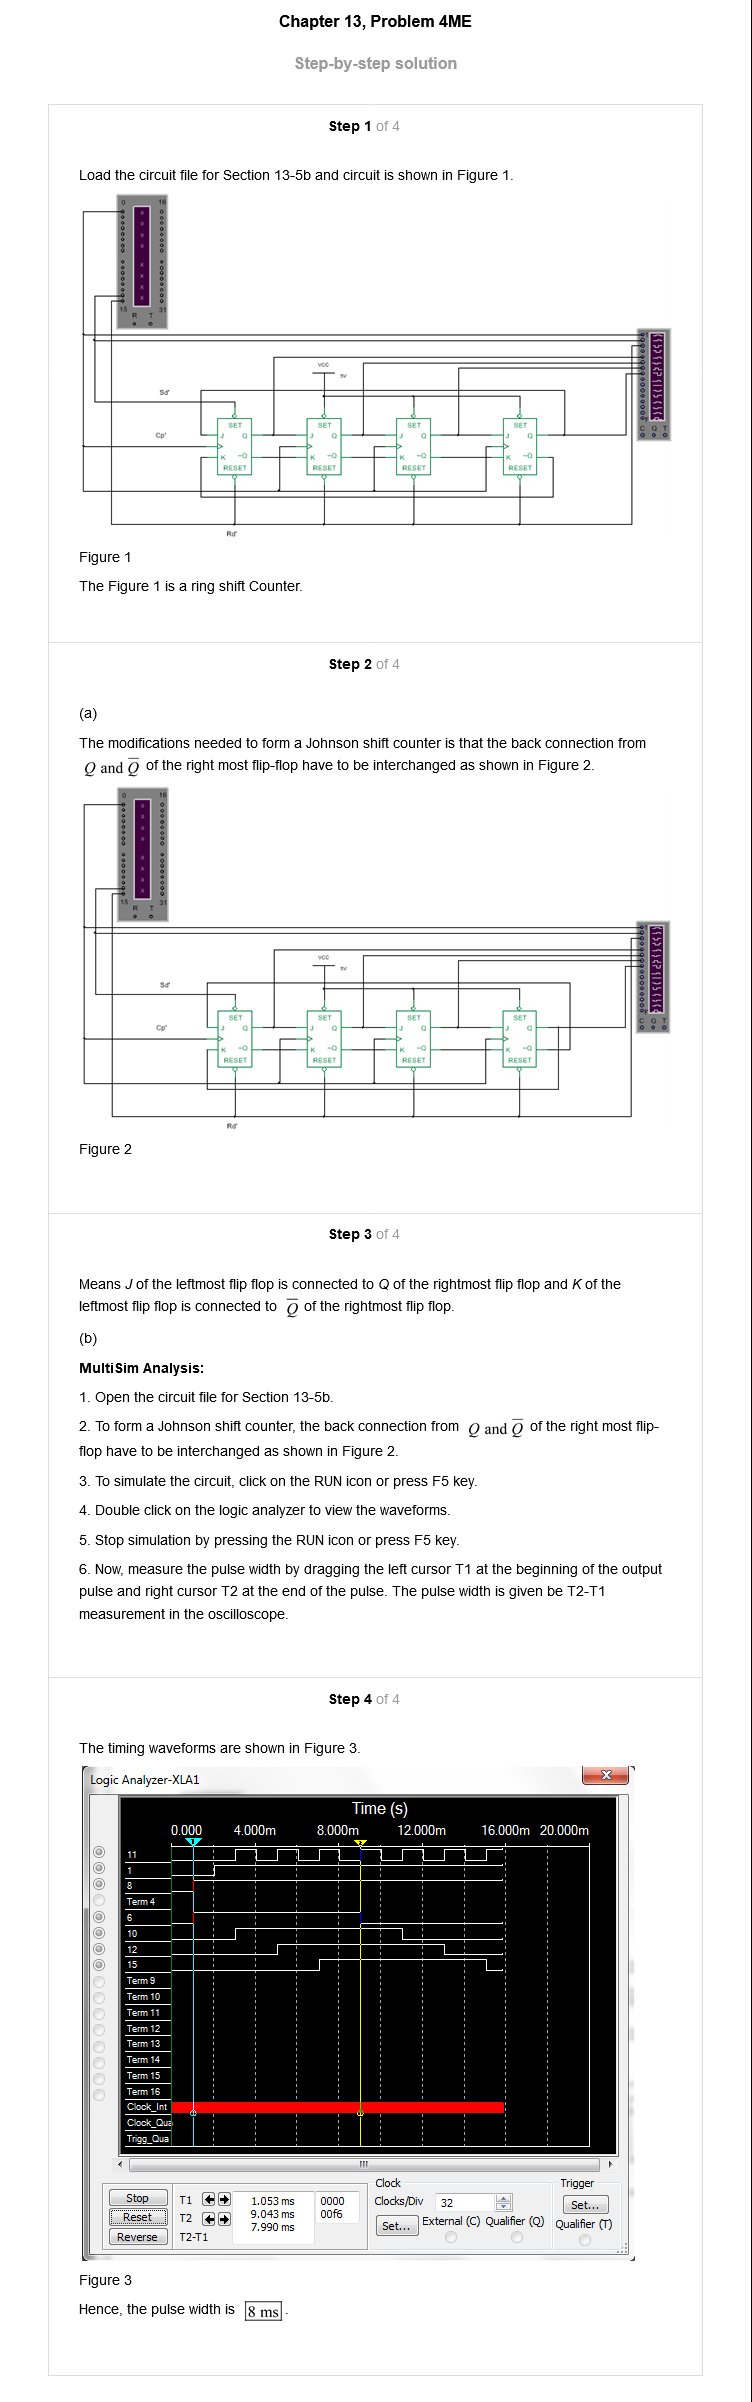 Chapter 13, Problem 4ME
Step-by-step solution
Step 1 of 4
Load the circuit file for Section 13-5b and circuit is shown in Figure 1.
0 16
15 31
R T
VCC
5V
Sd'
Cp'
SET SET SET SET
J Q J Q J Q J Q
K ~Q K ~Q K ~Q K ~Q
RESET RESET RESET RESET
C Q T
Rd'
Figure 1
The Figure 1 is a ring shift Counter.
Step 2 of 4
(a)
The modifications needed to form a Johnson shift counter is that the back connection from
Q and Q̅ of the right most flip-flop have to be interchanged as shown in Figure 2.
0 16
15 31
R T
VCC
5V
Sd'
Cp'
SET SET SET SET
J Q J Q J Q J Q
K ~Q K ~Q K ~Q K ~Q
RESET RESET RESET RESET
C Q T
Rd'
Figure 2
Step 3 of 4
Means J of the leftmost flip flop is connected to Q of the rightmost flip flop and K of the
leftmost flip flop is connected to Q̅ of the rightmost flip flop.
(b)
MultiSim Analysis:
1. Open the circuit file for Section 13-5b.
2. To form a Johnson shift counter, the back connection from Q and Q̅ of the right most flip-
flop have to be interchanged as shown in Figure 2.
3. To simulate the circuit, click on the RUN icon or press F5 key.
4. Double click on the logic analyzer to view the waveforms.
5. Stop simulation by pressing the RUN icon or press F5 key.
6. Now, measure the pulse width by dragging the left cursor T1 at the beginning of the output
pulse and right cursor T2 at the end of the pulse. The pulse width is given be T2-T1
measurement in the oscilloscope.
Step 4 of 4
The timing waveforms are shown in Figure 3.
Logic Analyzer-XLA1
Time (s)
0.000 4.000m 8.000m 12.000m 16.000m 20.000m
11
1
8
Term 4
6
10
12
15
Term 9
Term 10
Term 11
Term 12
Term 13
Term 14
Term 15
Term 16
Clock_Int
Clock_Qua
Trigg_Qua
Stop
Reset
Reverse
T1 1.053 ms 0000
T2 9.043 ms 00f6
T2-T1 7.990 ms
Clock
Clocks/Div 32
Set... External (C) Qualifier (Q)
Trigger
Set...
Qualifier (T)
Figure 3
Hence, the pulse width is 8 ms.